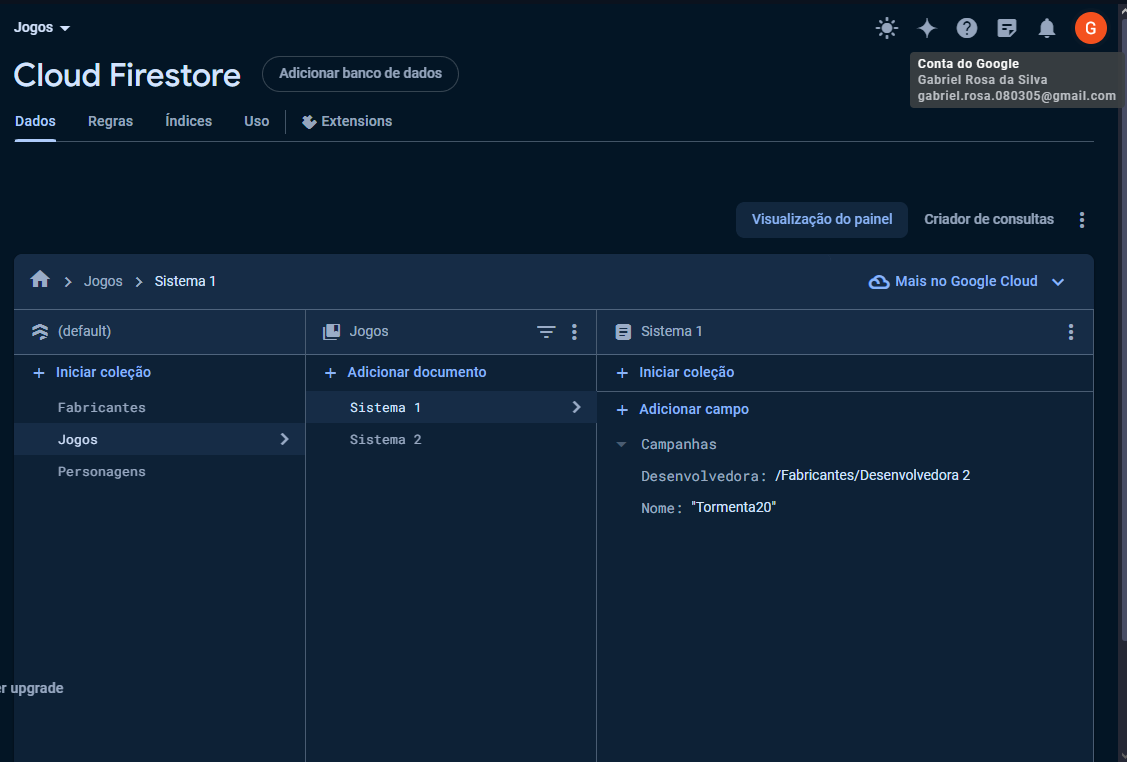 Jogos
Cloud Firestore
Adicionar banco de dados
G
Conta do Google
Gabriel Rosa da Silva
gabriel.rosa.080305@gmail.com
Dados Regras Índices Uso Extensions
Visualização do painel Criador de consultas
Jogos Sistema 1
Mais no Google Cloud
(default) Jogos Sistema 1
Iniciar coleção Adicionar documento Iniciar coleção
Fabricantes Sistema 1 Adicionar campo
Jogos Sistema 2 Campanhas
Personagens Desenvolvedora: /Fabricantes/Desenvolvedora 2
Nome: "Tormenta20"
upgrade